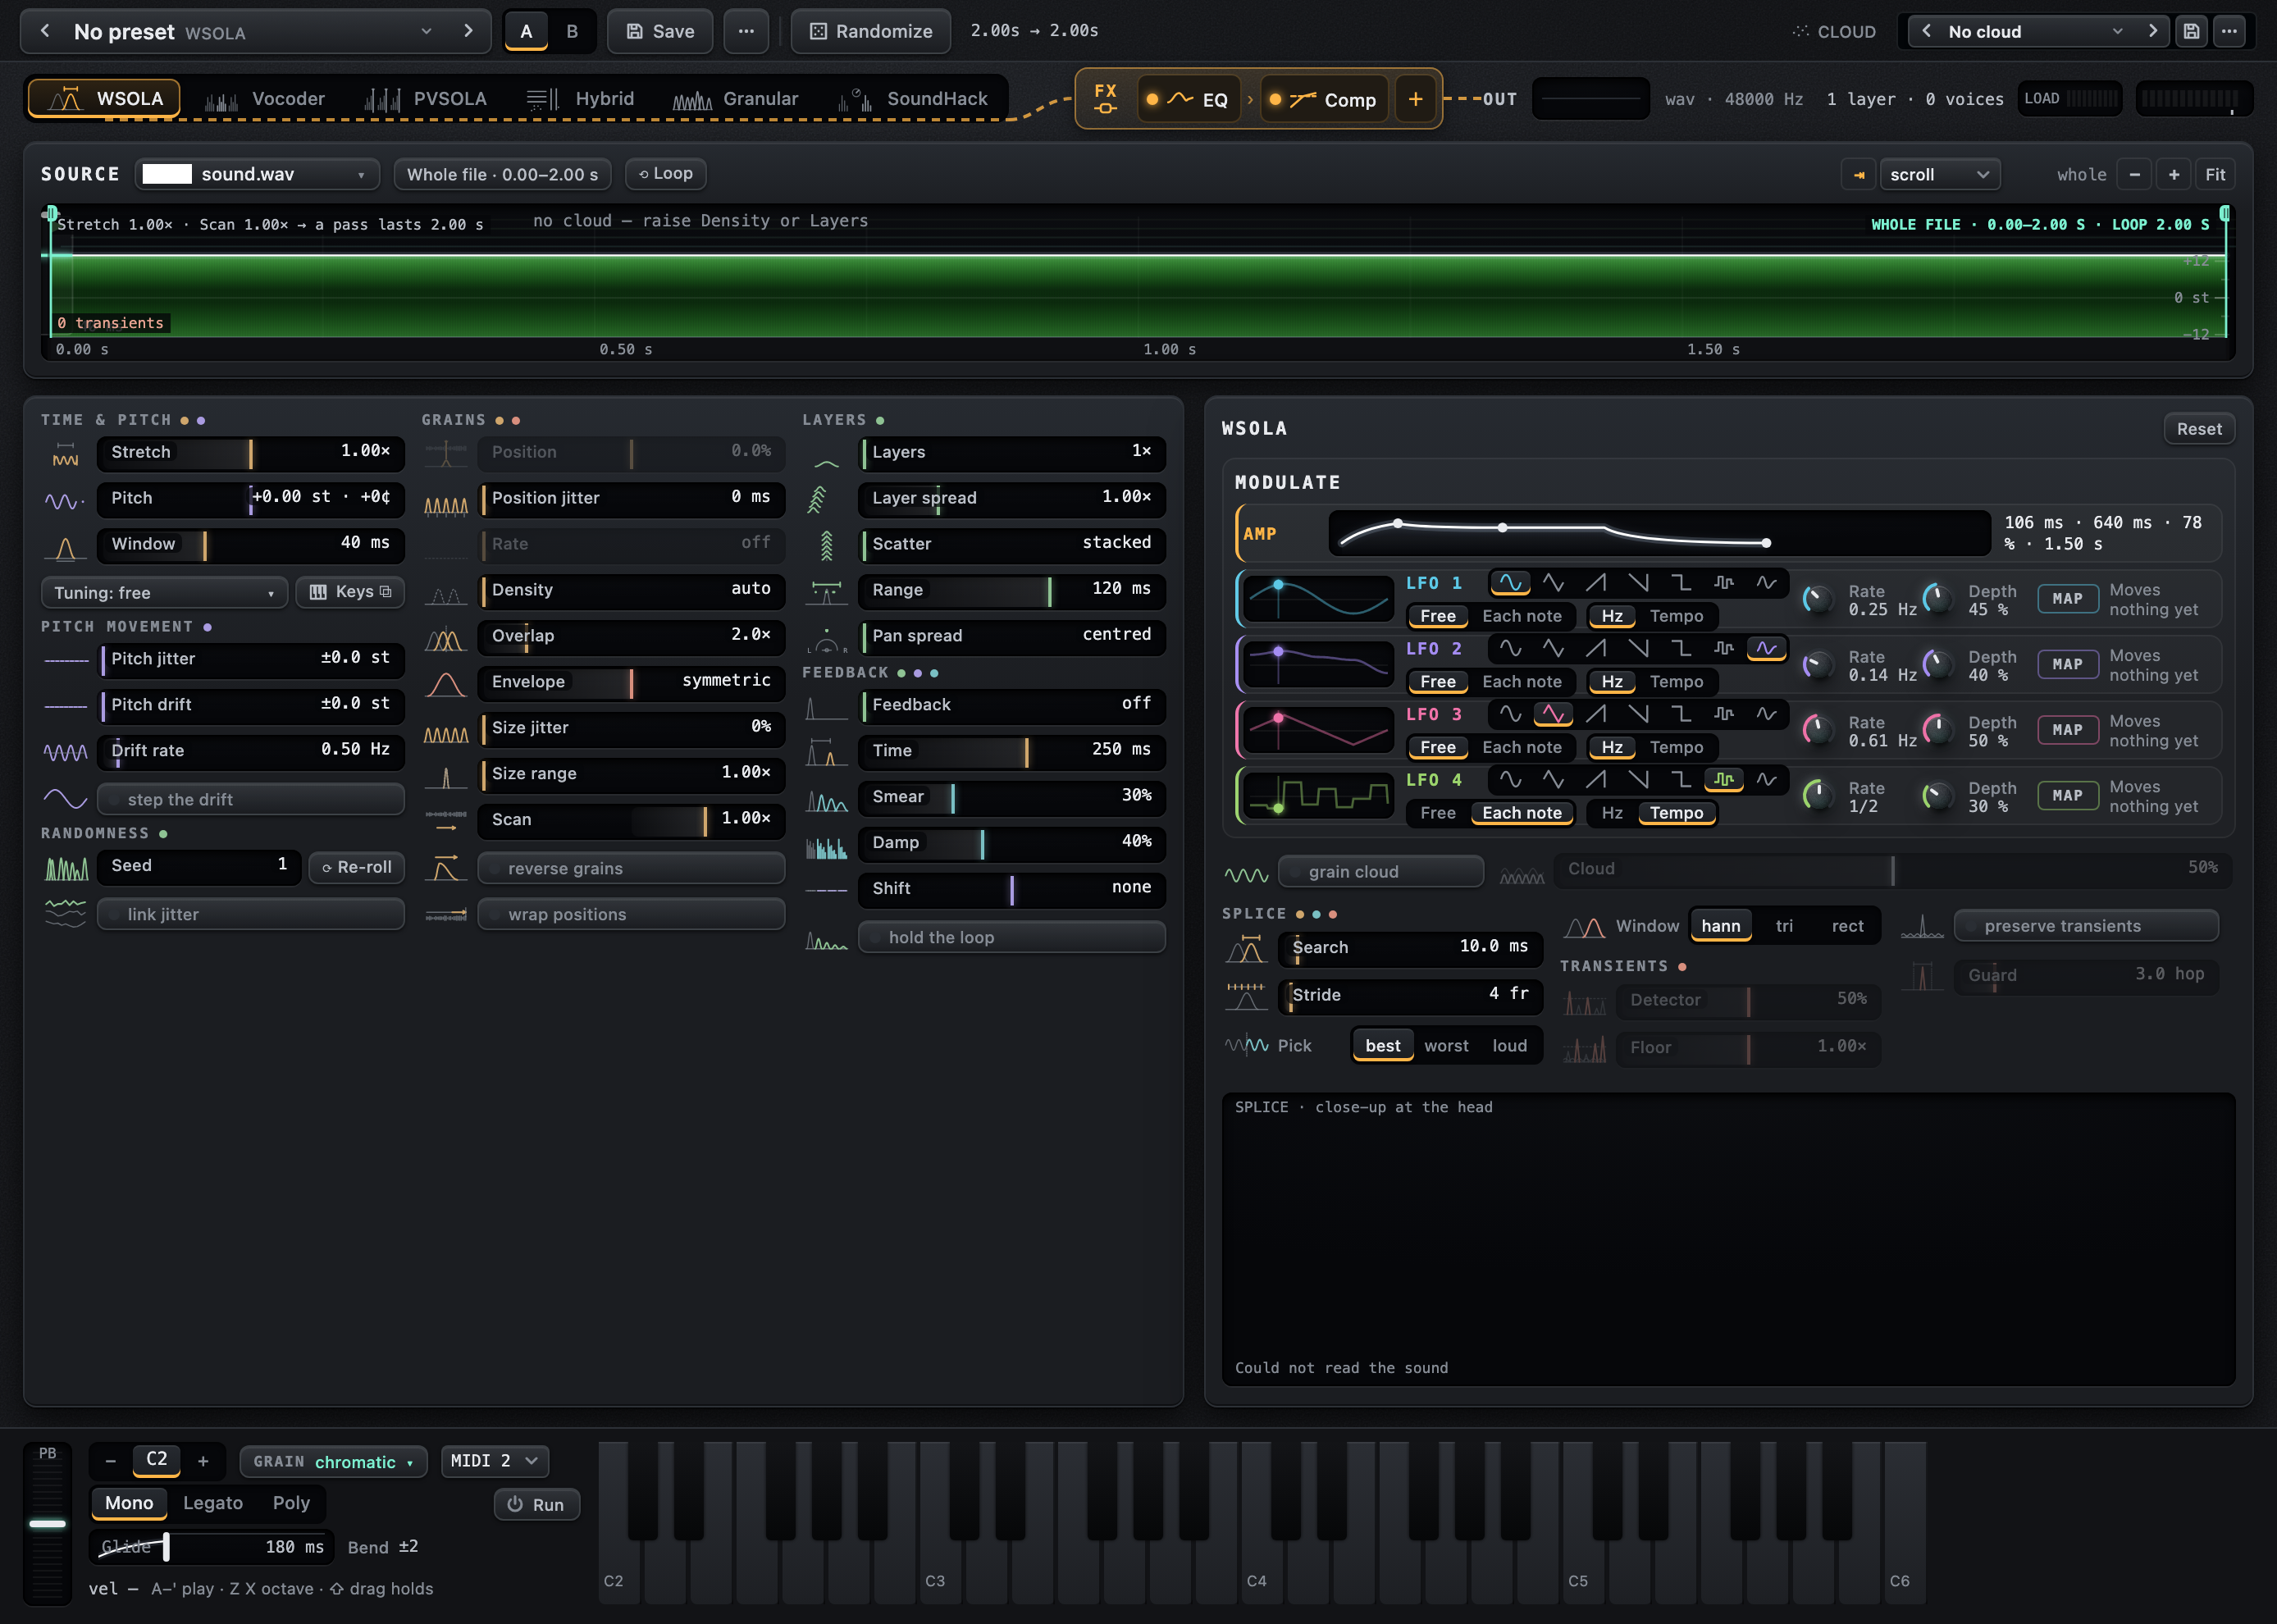 No preset WSOLA A B Save ··· Randomize 2.00s → 2.00s CLOUD No cloud ···
WSOLA Vocoder PVSOLA Hybrid Granular SoundHack FX EQ › Comp + OUT wav · 48000 Hz 1 layer · 0 voices LOAD
SOURCE sound.wav Whole file · 0.00–2.00 s Loop scroll whole − + Fit
Stretch 1.00× · Scan 1.00× → a pass lasts 2.00 s no cloud — raise Density or Layers WHOLE FILE · 0.00–2.00 S · LOOP 2.00 S
+12
0 st
−12
0 transients
0.00 s 0.50 s 1.00 s 1.50 s
TIME & PITCH
Stretch 1.00×
Pitch +0.00 st · +0¢
Window 40 ms
Tuning: free Keys
PITCH MOVEMENT
Pitch jitter ±0.0 st
Pitch drift ±0.0 st
Drift rate 0.50 Hz
step the drift
RANDOMNESS
Seed 1 Re-roll
link jitter
GRAINS
Position 0.0%
Position jitter 0 ms
Rate off
Density auto
Overlap 2.0×
Envelope symmetric
Size jitter 0%
Size range 1.00×
Scan 1.00×
reverse grains
wrap positions
LAYERS
Layers 1×
Layer spread 1.00×
Scatter stacked
Range 120 ms
L R Pan spread centred
FEEDBACK
Feedback off
Time 250 ms
Smear 30%
Damp 40%
Shift none
hold the loop
WSOLA Reset
MODULATE
AMP 106 ms · 640 ms · 78
% · 1.50 s
LFO 1 Rate 0.25 Hz Depth 45 % MAP Moves nothing yet
Free Each note Hz Tempo
LFO 2 Rate 0.14 Hz Depth 40 % MAP Moves nothing yet
Free Each note Hz Tempo
LFO 3 Rate 0.61 Hz Depth 50 % MAP Moves nothing yet
Free Each note Hz Tempo
LFO 4 Rate 1/2 Depth 30 % MAP Moves nothing yet
Free Each note Hz Tempo
grain cloud Cloud 50%
SPLICE
Search 10.0 ms
Stride 4 fr
Pick best worst loud
Window hann tri rect
TRANSIENTS
Detector 50%
Floor 1.00×
preserve transients
Guard 3.0 hop
SPLICE · close-up at the head
Could not read the sound
PB − C2 + GRAIN chromatic MIDI 2
Mono Legato Poly Run
Glide 180 ms Bend ±2
vel — A–' play · Z X octave · ⇧ drag holds
C2 C3 C4 C5 C6